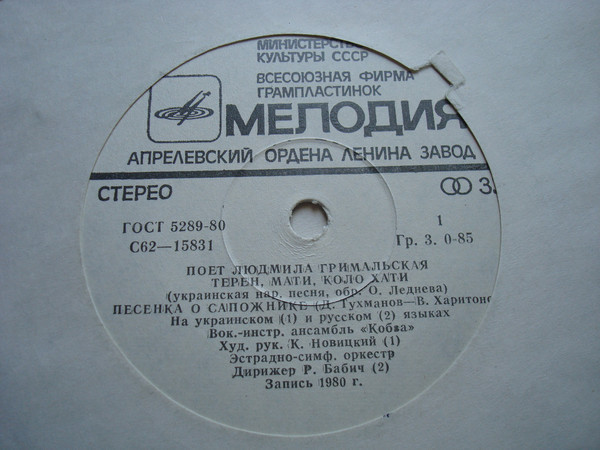 МИНИСТЕРСТВО
КУЛЬТУРЫ СССР
ВСЕСОЮЗНАЯ ФИРМА
ГРАМПЛАСТИНОК
МЕЛОДИЯ
АПРЕЛЕВСКИЙ ОРДЕНА ЛЕНИНА ЗАВОД
СТЕРЕО
3.
ГОСТ 5289-80
1
С62—15831
Гр. 3. 0-85
ПОЕТ ЛЮДМИЛА ГРИМАЛЬСКАЯ
ТЕРЕН, МАТИ, КОЛО ХАТИ
(украинская нар. песня, обр. О. Леднева)
ПЕСЕНКА О САПОЖНИКЕ (Д. Тухманов—В. Харитоно
На украинском (1) и русском (2) языках
Вок.-инстр. ансамбль «Кобза»
Худ. рук. К. Новицкий (1)
Эстрадно-симф. оркестр
Дирижер Р. Бабич (2)
Запись 1980 г.